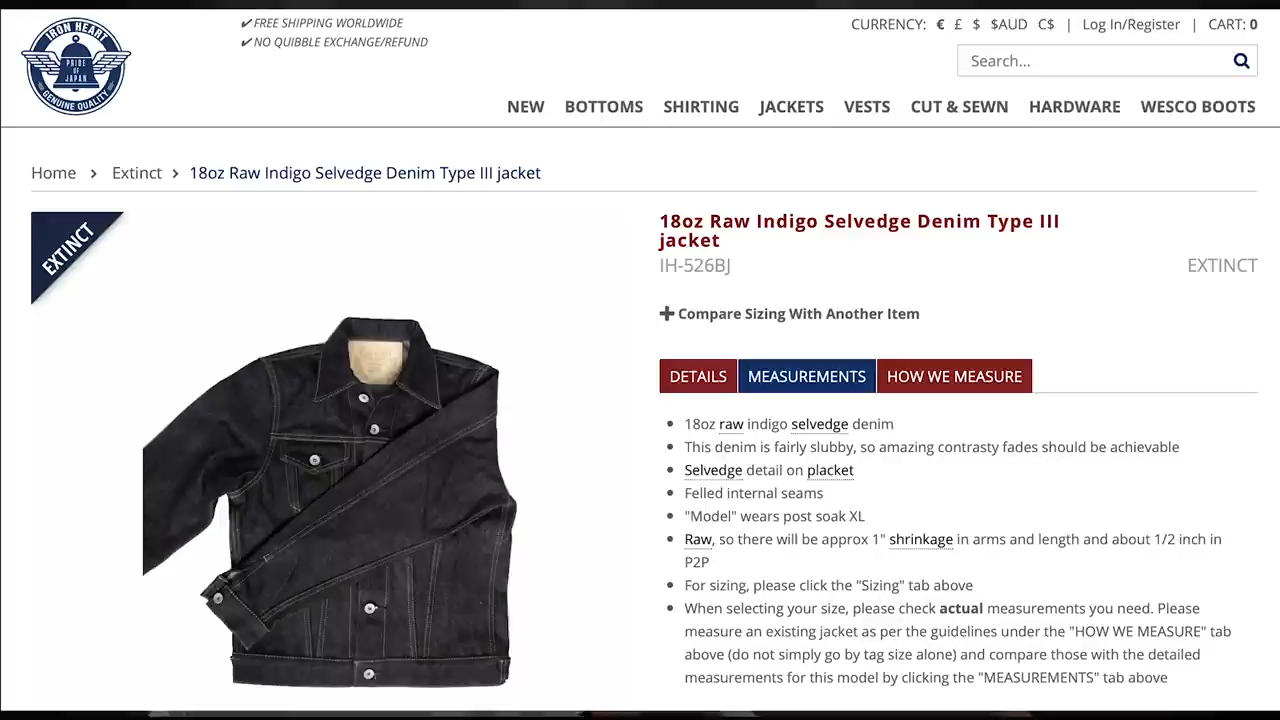 IRON HEART
PRIDE
OF
JAPAN
GENUINE QUALITY
✔ FREE SHIPPING WORLDWIDE
✔ NO QUIBBLE EXCHANGE/REFUND
CURRENCY: € £ $ $AUD C$ | Log In/Register | CART: 0
Search...
NEW BOTTOMS SHIRTING JACKETS VESTS CUT & SEWN HARDWARE WESCO BOOTS
Home > Extinct > 18oz Raw Indigo Selvedge Denim Type III jacket
EXTINCT
18oz Raw Indigo Selvedge Denim Type III
jacket
IH-526BJ EXTINCT
+ Compare Sizing With Another Item
DETAILS MEASUREMENTS HOW WE MEASURE
• 18oz raw indigo selvedge denim
• This denim is fairly slubby, so amazing contrasty fades should be achievable
• Selvedge detail on placket
• Felled internal seams
• "Model" wears post soak XL
• Raw, so there will be approx 1" shrinkage in arms and length and about 1/2 inch in
P2P
• For sizing, please click the "Sizing" tab above
• When selecting your size, please check actual measurements you need. Please
measure an existing jacket as per the guidelines under the "HOW WE MEASURE" tab
above (do not simply go by tag size alone) and compare those with the detailed
measurements for this model by clicking the "MEASUREMENTS" tab above